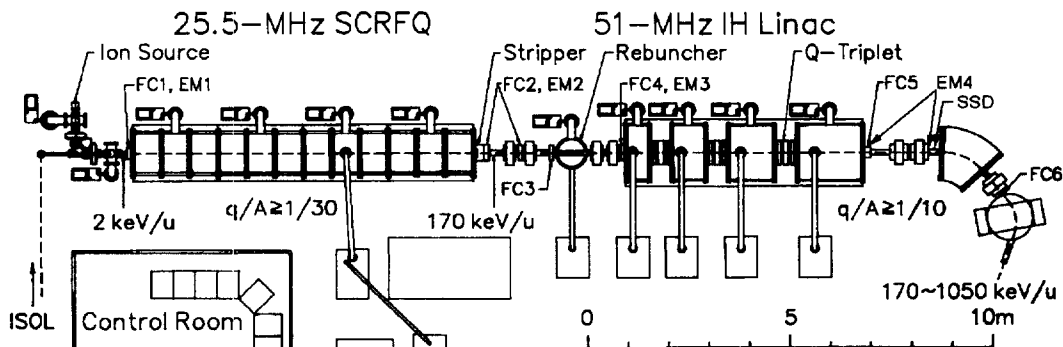 25.5-MHz SCRFQ
51-MHz IH Linac
Ion Source
Stripper
Rebuncher
Q-Triplet
FC1, EM1
FC2, EM2
FC4, EM3
FC5
EM4
SSD
FC3
FC6
2 keV/u
q/A≥1/30
170 keV/u
q/A≥1/10
170~1050 keV/u
ISOL
Control Room
0
5
10m